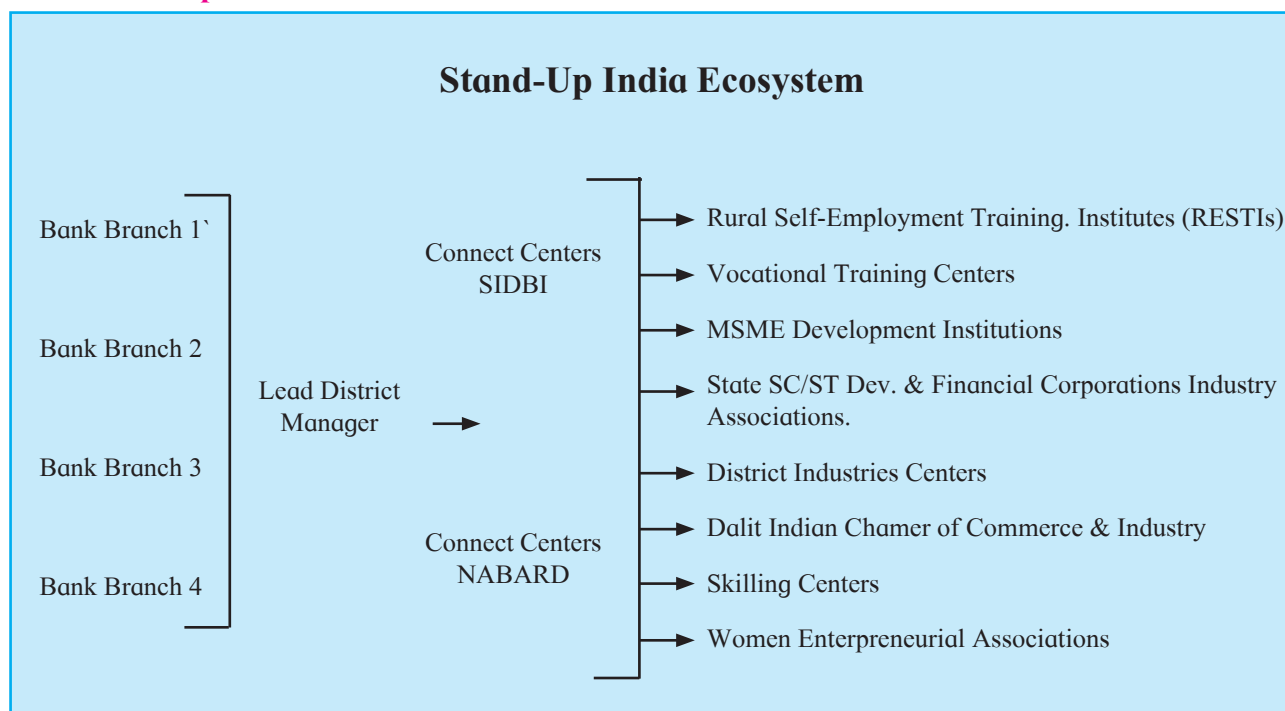 Stand-Up India Ecosystem
Bank Branch 1`
Bank Branch 2
Bank Branch 3
Bank Branch 4
Lead District
Manager
Connect Centers
SIDBI
Connect Centers
NABARD
Rural Self-Employment Training. Institutes (RESTIs)
Vocational Training Centers
MSME Development Institutions
State SC/ST Dev. & Financial Corporations Industry
Associations.
District Industries Centers
Dalit Indian Chamer of Commerce & Industry
Skilling Centers
Women Enterpreneurial Associations